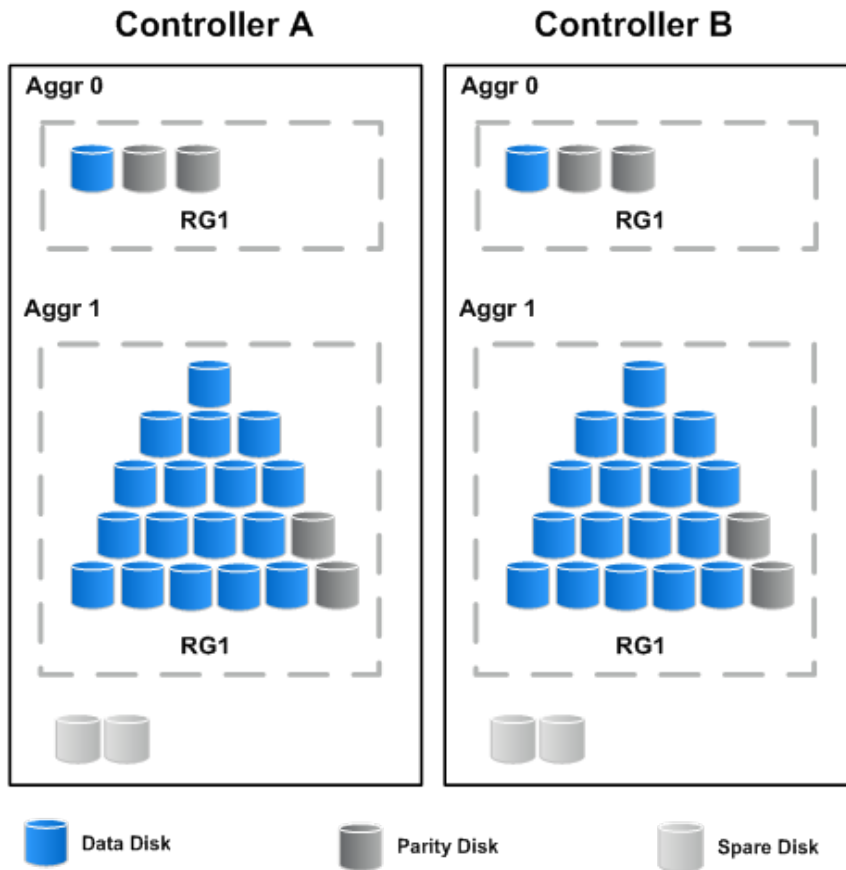 Controller A
Controller B
Aggr 0
RG1
Aggr 1
RG1
Aggr 0
RG1
Aggr 1
RG1
Data Disk
Parity Disk
Spare Disk